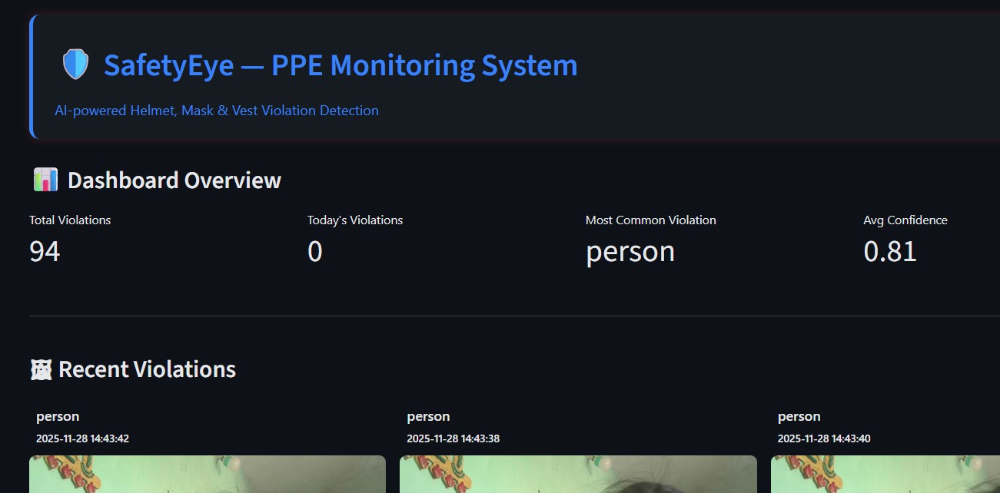 SafetyEye — PPE Monitoring System
AI-powered Helmet, Mask & Vest Violation Detection
Dashboard Overview
Total Violations
Today's Violations
Most Common Violation
Avg Confidence
94
0
person
0.81
Recent Violations
person
2025-11-28 14:43:42
person
2025-11-28 14:43:38
person
2025-11-28 14:43:40